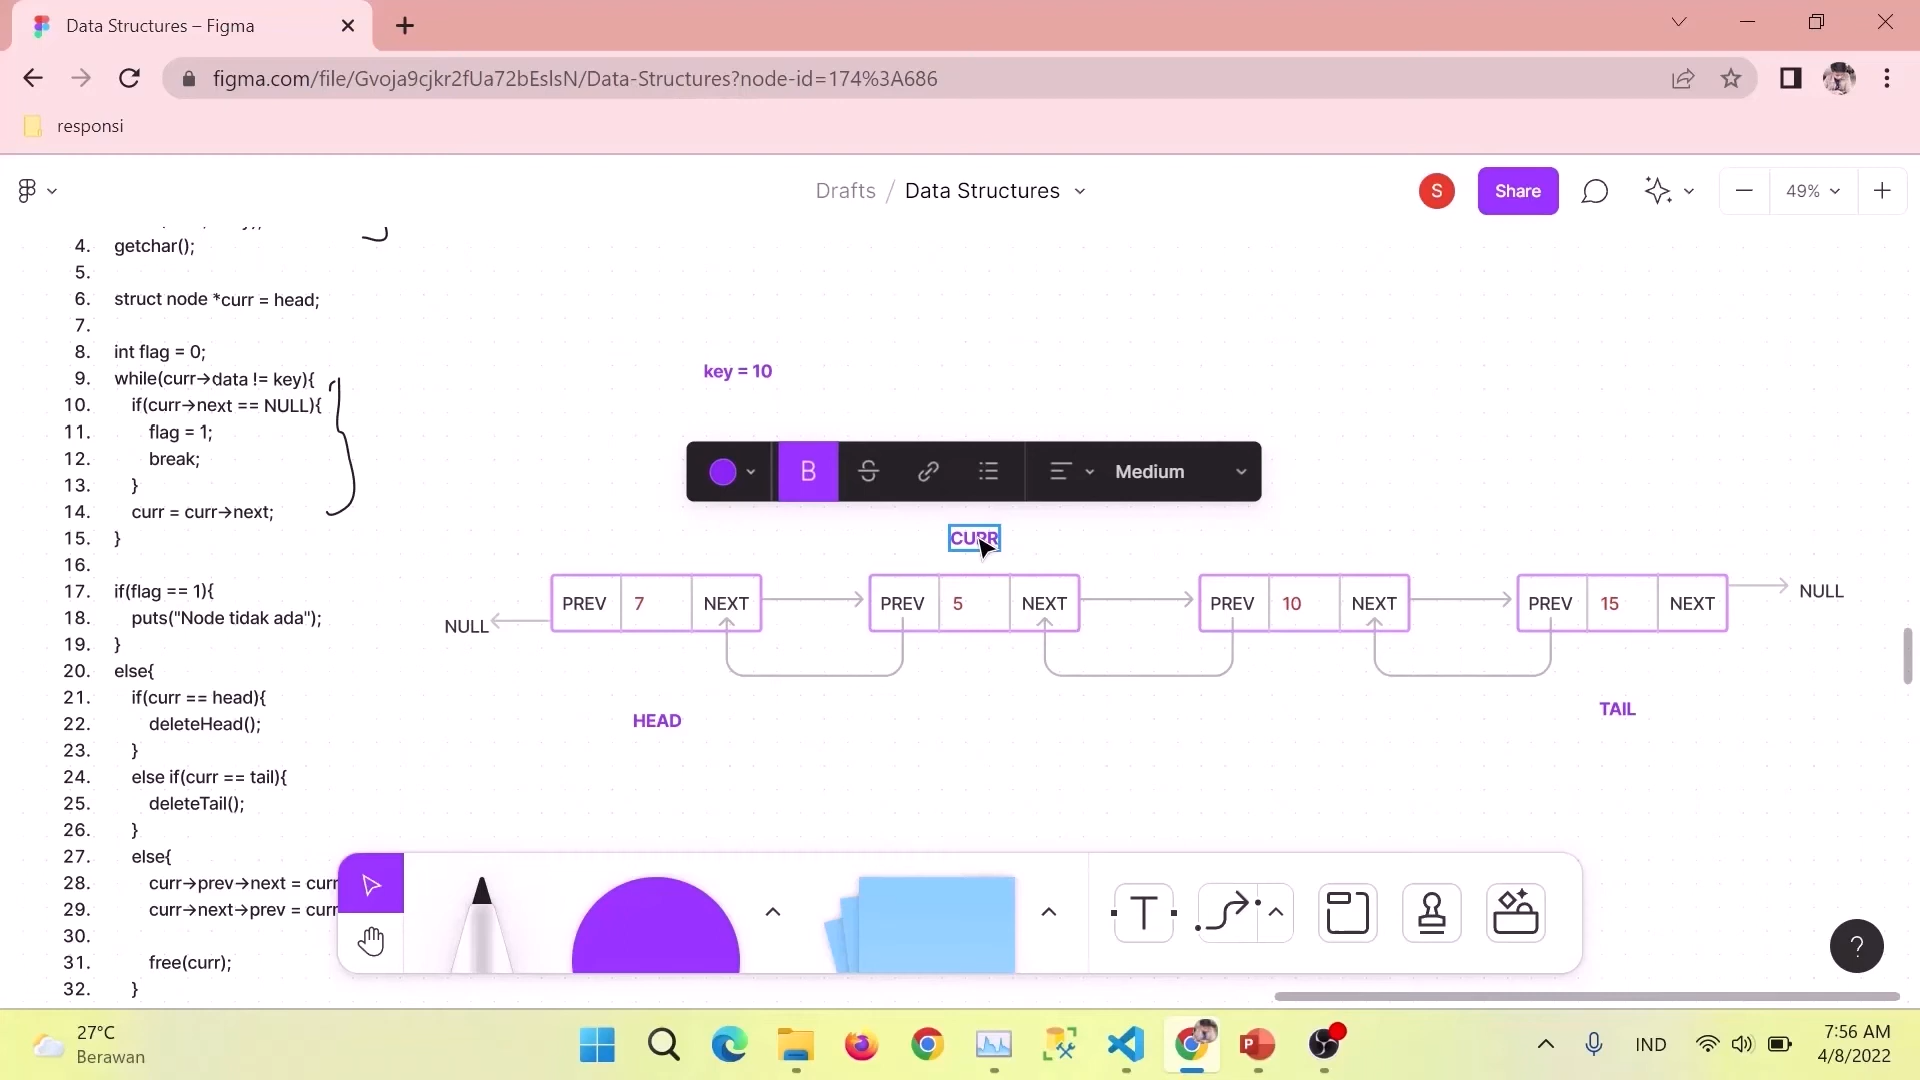 Data Structures – Figma
figma.com/file/Gvoja9cjkr2fUa72bEslsN/Data-Structures?node-id=174%3A686
responsi
Drafts / Data Structures
S
Share
49%
4. getchar();
5.
6. struct node *curr = head;
7.
8. int flag = 0;
9. while(curr→data != key){
10. if(curr→next == NULL){
11. flag = 1;
12. break;
13. }
14. curr = curr→next;
15. }
16.
17. if(flag == 1){
18. puts("Node tidak ada");
19. }
20. else{
21. if(curr == head){
22. deleteHead();
23. }
24. else if(curr == tail){
25. deleteTail();
26. }
27. else{
28. curr→prev→next = curr
29. curr→next→prev = curr
30.
31. free(curr);
32. }
key = 10
B S Medium
CURR
NULL PREV 7 NEXT PREV 5 NEXT PREV 10 NEXT PREV 15 NEXT NULL
HEAD TAIL
T
?
27°C
Berawan
IND
7:56 AM
4/8/2022